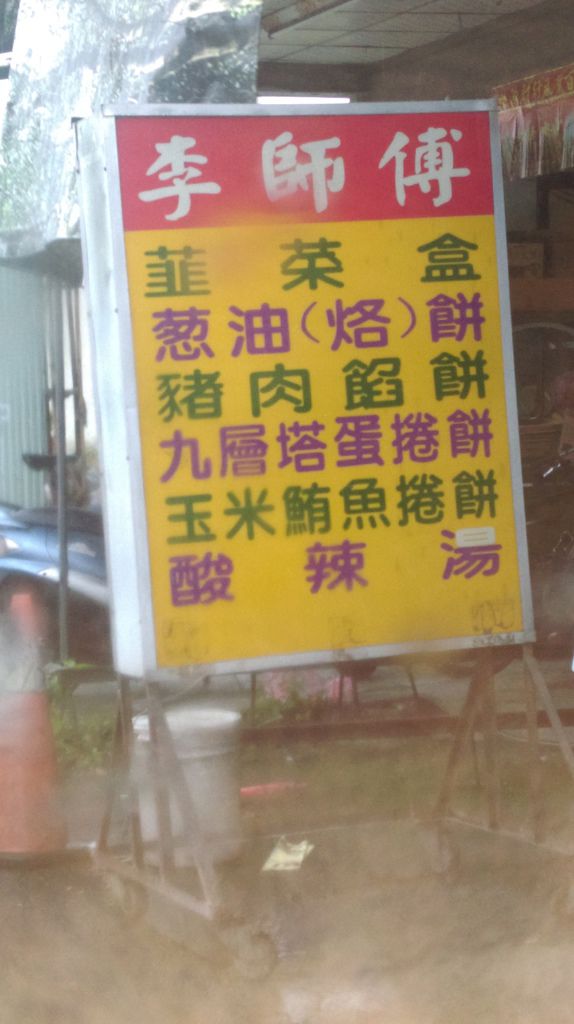 李師傅
韮菜盒
葱油(烙)餅
豬肉餡餅
九層塔蛋捲餅
玉米鮪魚捲餅
酸辣湯